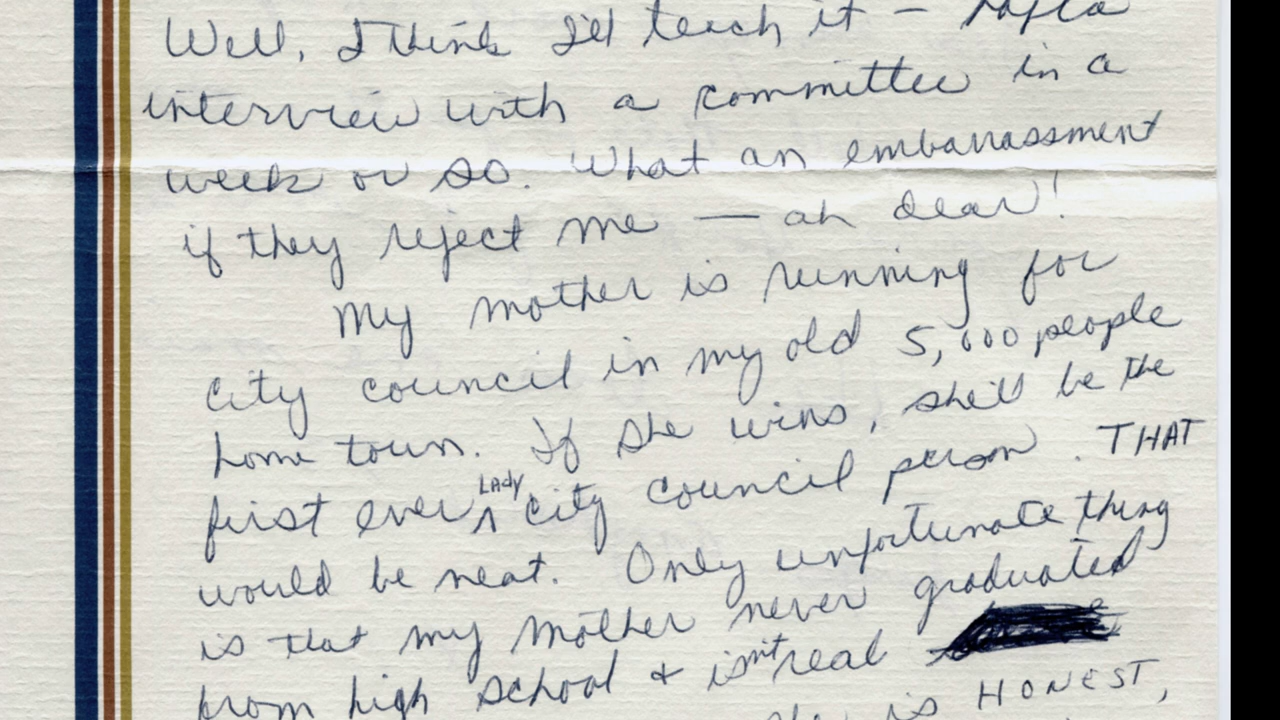 Well, I think I'll teach it – Hafta
interview with a committee in a
week or so. What an embarrassment
if they reject me — ah dear!
My mother is running for
city council in my old 5,000 people
home town. If she wins, she'll be the
first ever ^ LADY city council person. THAT
would be neat. Only unfortunate thing
is that my mother never graduated
from high school & isn't real
she is HONEST,